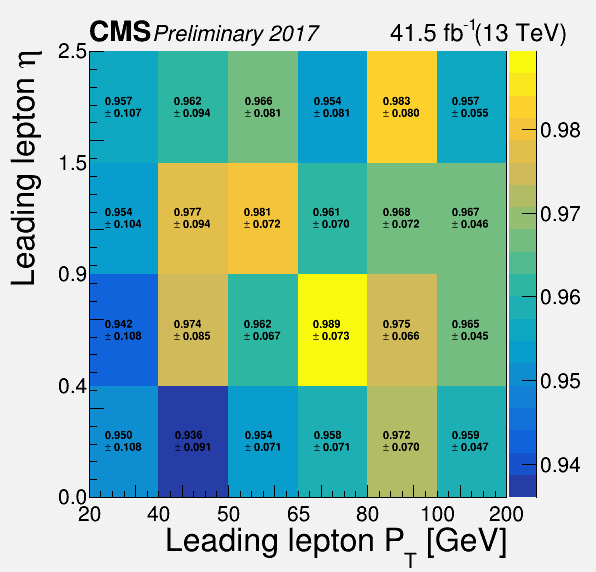 CMS Preliminary 2017 41.5 fb-1(13 TeV)
Leading lepton η
2.5
0.957 0.962 0.966 0.954 0.983 0.957
± 0.107 ± 0.094 ± 0.081 ± 0.081 ± 0.080 ± 0.055
0.98
1.5
0.954 0.977 0.981 0.961 0.968 0.967
± 0.104 ± 0.094 ± 0.072 ± 0.070 ± 0.072 ± 0.046
0.97
0.9
0.96
0.942 0.974 0.962 0.989 0.975 0.965
± 0.108 ± 0.085 ± 0.067 ± 0.073 ± 0.066 ± 0.045
0.95
0.4
0.950 0.936 0.954 0.958 0.972 0.959
± 0.108 ± 0.091 ± 0.071 ± 0.071 ± 0.070 ± 0.047
0.94
0.0
20 40 50 65 80 100 200
Leading lepton PT [GeV]